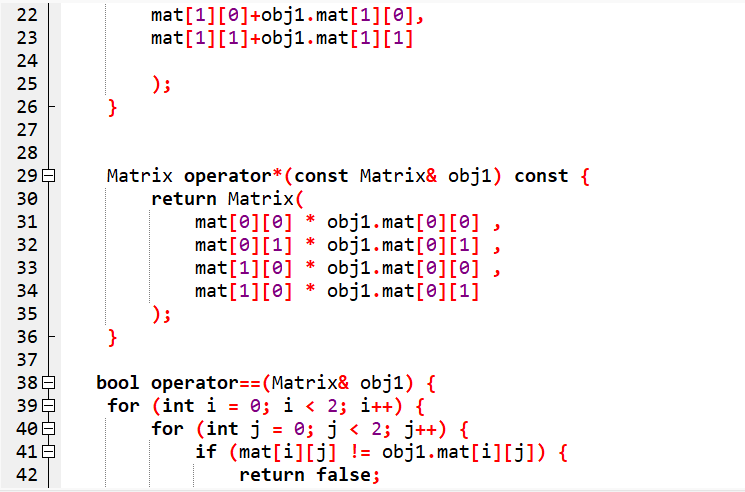 22 mat[1][0]+obj1.mat[1][0],
23 mat[1][1]+obj1.mat[1][1]
24
25 );
26 }
27
28
29 Matrix operator*(const Matrix& obj1) const {
30 return Matrix(
31 mat[0][0] * obj1.mat[0][0] ,
32 mat[0][1] * obj1.mat[0][1] ,
33 mat[1][0] * obj1.mat[0][0] ,
34 mat[1][0] * obj1.mat[0][1]
35 );
36 }
37
38 bool operator==(Matrix& obj1) {
39 for (int i = 0; i < 2; i++) {
40 for (int j = 0; j < 2; j++) {
41 if (mat[i][j] != obj1.mat[i][j]) {
42 return false;